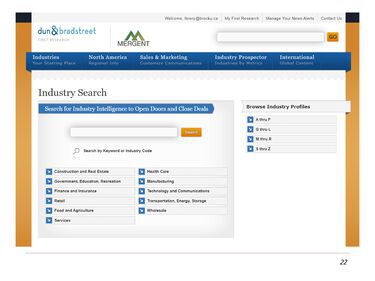 Welcome, | My First Research | Manage Your News Alerts | Contact Us
dun&bradstreet
FIRST RESEARCH
MERGENT
GO
Industries
Your Starting Place
North America
Regional Info
Sales & Marketing
Customize Communications
Industry Prospector
Industries by Metrics
International
Global Content
Industry Search
Search for Industry Intelligence to Open Doors and Close Deals
Search
Search by Keyword or Industry Code
Construction and Real Estate
Health Care
Government, Education, Recreation
Manufacturing
Finance and Insurance
Technology and Communications
Retail
Transportation, Energy, Storage
Food and Agriculture
Wholesale
Services
Browse Industry Profiles
A thru F
G thru L
M thru R
S thru Z
22